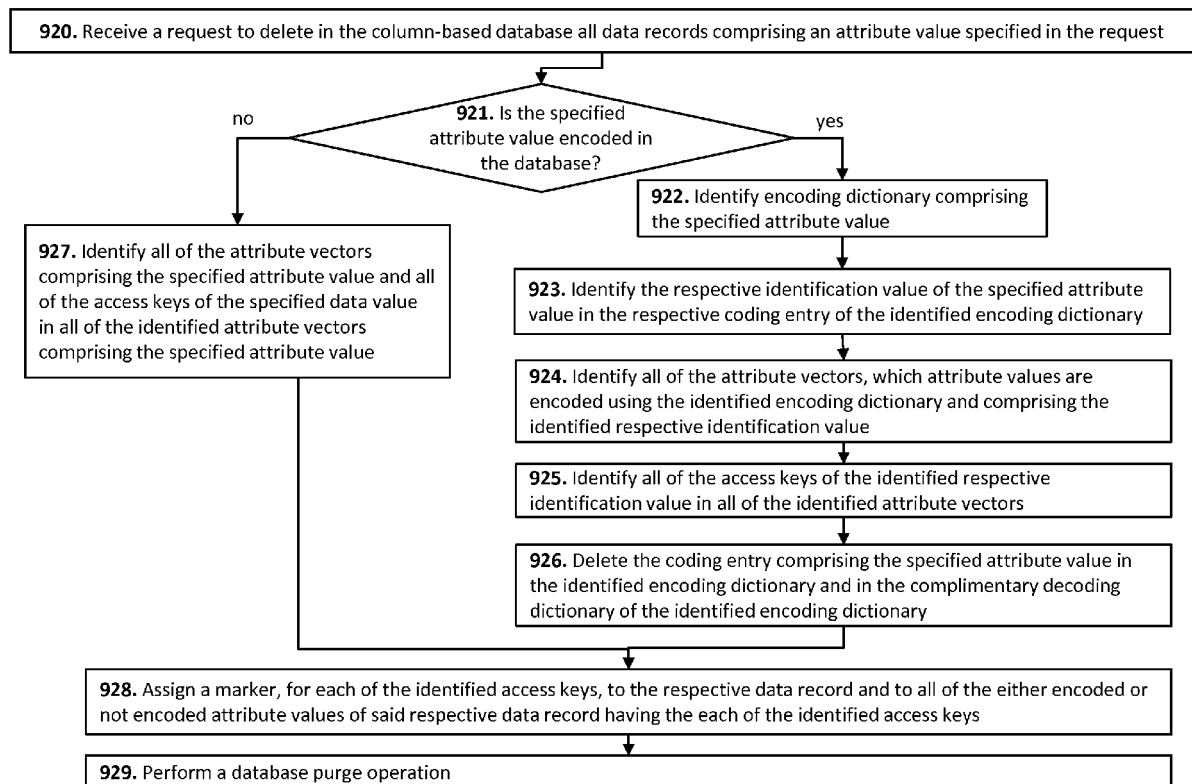 920. Receive a request to delete in the column-based database all data records comprising an attribute value specified in the request
921. Is the specified
attribute value encoded in
the database?
no
yes
922. Identify encoding dictionary comprising
the specified attribute value
927. Identify all of the attribute vectors
comprising the specified attribute value and all
of the access keys of the specified data value
in all of the identified attribute vectors
comprising the specified attribute value
923. Identify the respective identification value of the specified attribute
value in the respective coding entry of the identified encoding dictionary
924. Identify all of the attribute vectors, which attribute values are
encoded using the identified encoding dictionary and comprising the
identified respective identification value
925. Identify all of the access keys of the identified respective
identification value in all of the identified attribute vectors
926. Delete the coding entry comprising the specified attribute value in
the identified encoding dictionary and in the complimentary decoding
dictionary of the identified encoding dictionary
928. Assign a marker, for each of the identified access keys, to the respective data record and to all of the either encoded or
not encoded attribute values of said respective data record having the each of the identified access keys
929. Perform a database purge operation